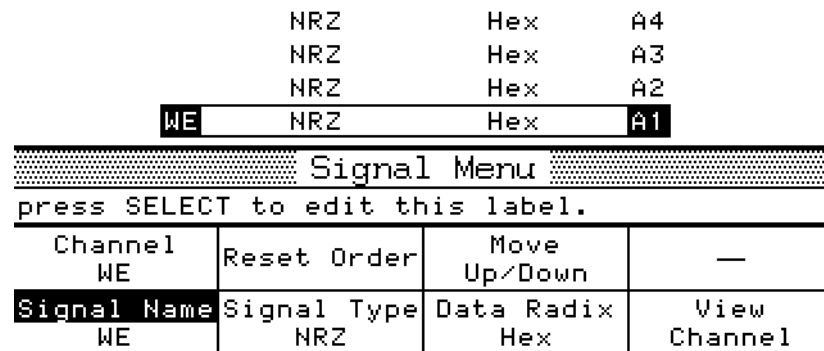 NRZ Hex A4
NRZ Hex A3
NRZ Hex A2
WE NRZ Hex A1
Signal Menu
press SELECT to edit this label.
Channel WE
Reset Order
Move Up/Down
—
Signal Name WE
Signal Type NRZ
Data Radix Hex
View Channel